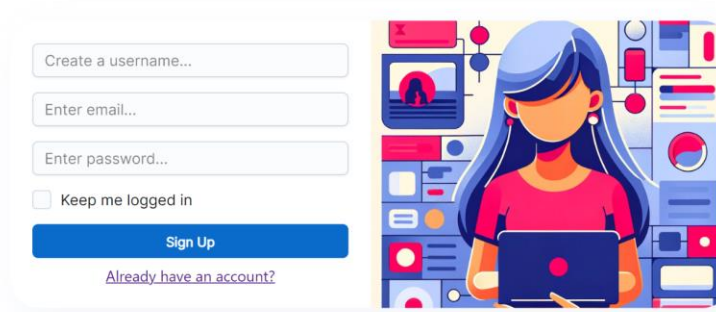 Create a username...
Enter email...
Enter password...
Keep me logged in
Sign Up
Already have an account?